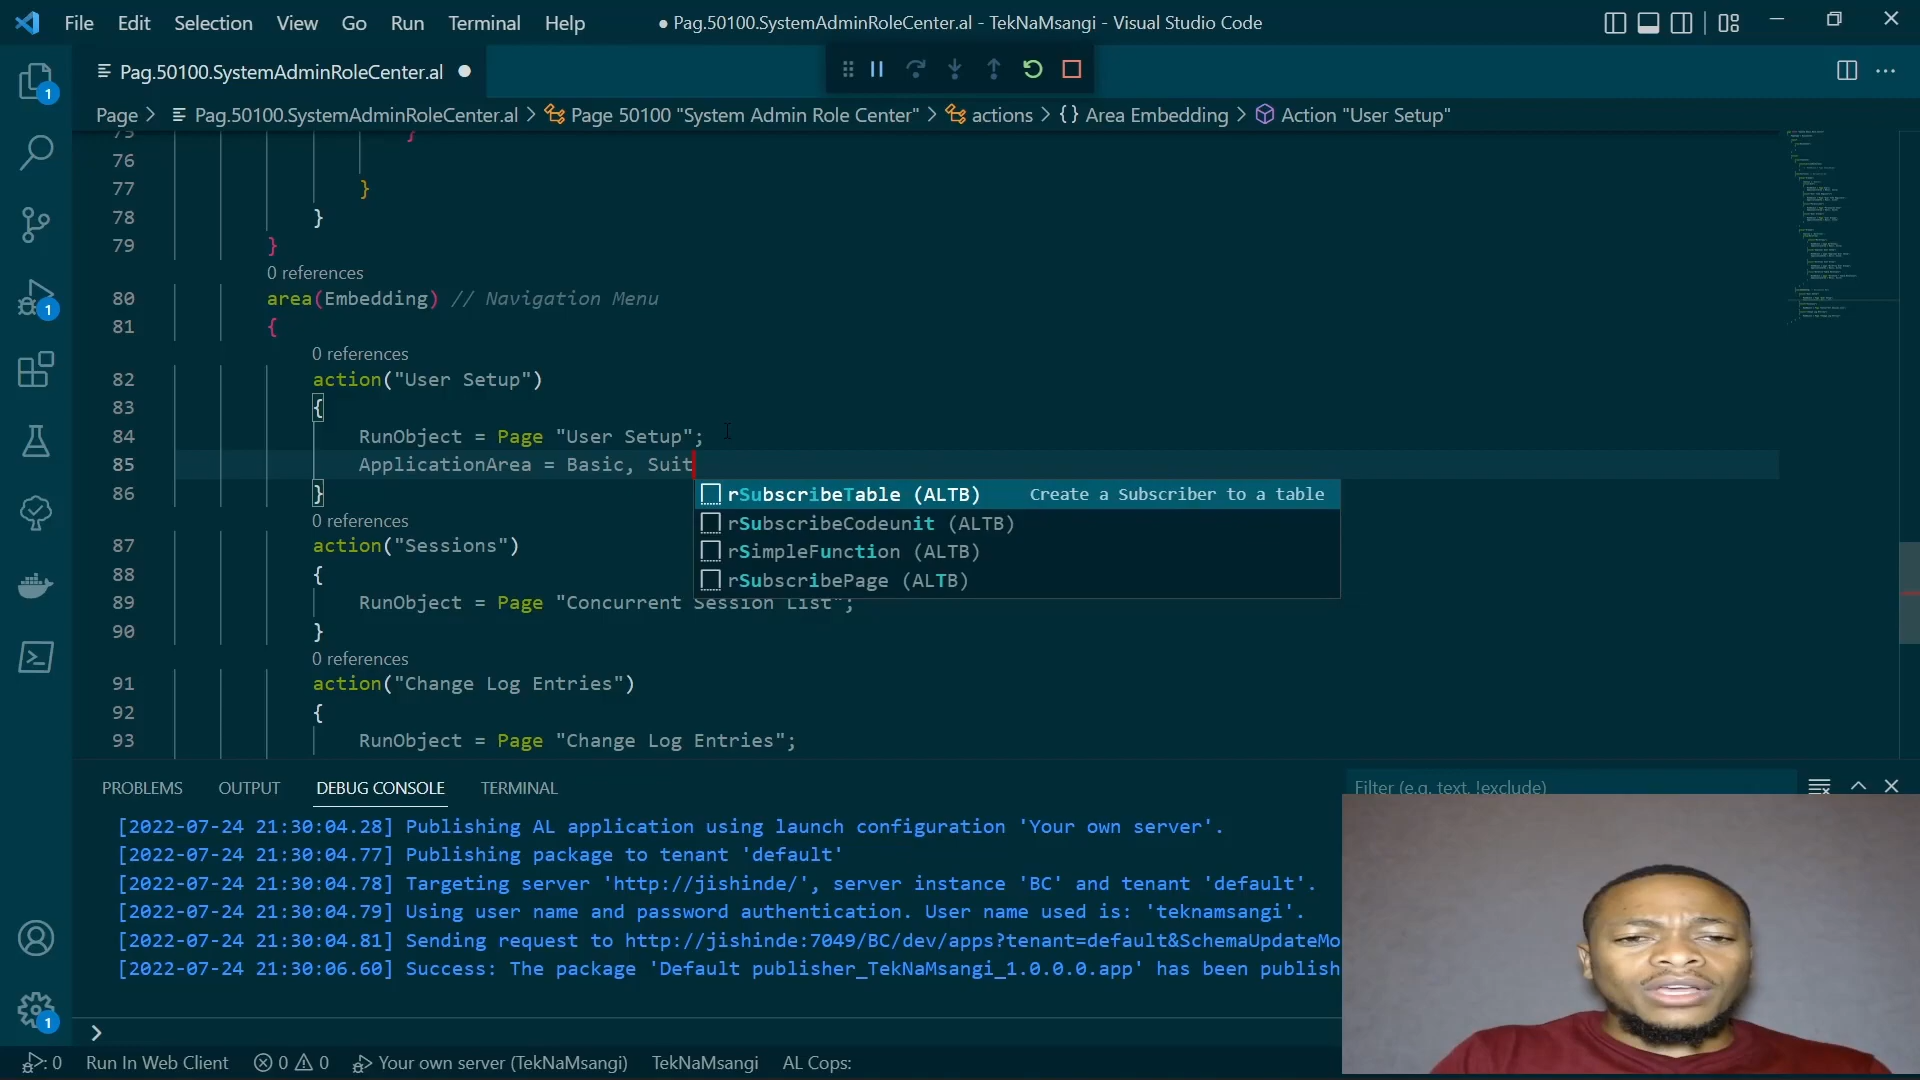 File Edit Selection View Go Run Terminal Help
● Pag.50100.SystemAdminRoleCenter.al - TekNaMsangi - Visual Studio Code
Pag.50100.SystemAdminRoleCenter.al ●
Page > Pag.50100.SystemAdminRoleCenter.al > Page 50100 "System Admin Role Center" > actions > {} Area Embedding > Action "User Setup"
75 }
76
77 }
78 }
79 }
0 references
80 area(Embedding) // Navigation Menu
81 {
0 references
82 action("User Setup")
83 {
84 RunObject = Page "User Setup";
85 ApplicationArea = Basic, Suit
86 }
rSubscribeTable (ALTB) Create a Subscriber to a table
rSubscribeCodeunit (ALTB)
rSimpleFunction (ALTB)
rSubscribePage (ALTB)
0 references
87 action("Sessions")
88 {
89 RunObject = Page "Concurrent Session List";
90 }
0 references
91 action("Change Log Entries")
92 {
93 RunObject = Page "Change Log Entries";
PROBLEMS OUTPUT DEBUG CONSOLE TERMINAL
Filter (e.g. text, !exclude)
[2022-07-24 21:30:04.28] Publishing AL application using launch configuration 'Your own server'.
[2022-07-24 21:30:04.77] Publishing package to tenant 'default'
[2022-07-24 21:30:04.78] Targeting server 'http://jishinde/', server instance 'BC' and tenant 'default'.
[2022-07-24 21:30:04.79] Using user name and password authentication. User name used is: 'teknamsangi'.
[2022-07-24 21:30:04.81] Sending request to http://jishinde:7049/BC/dev/apps?tenant=default&SchemaUpdateMo
[2022-07-24 21:30:06.60] Success: The package 'Default publisher_TekNaMsangi_1.0.0.0.app' has been publish
>
: 0 Run In Web Client 0 0 Your own server (TekNaMsangi) TekNaMsangi AL Cops:
1
1
1